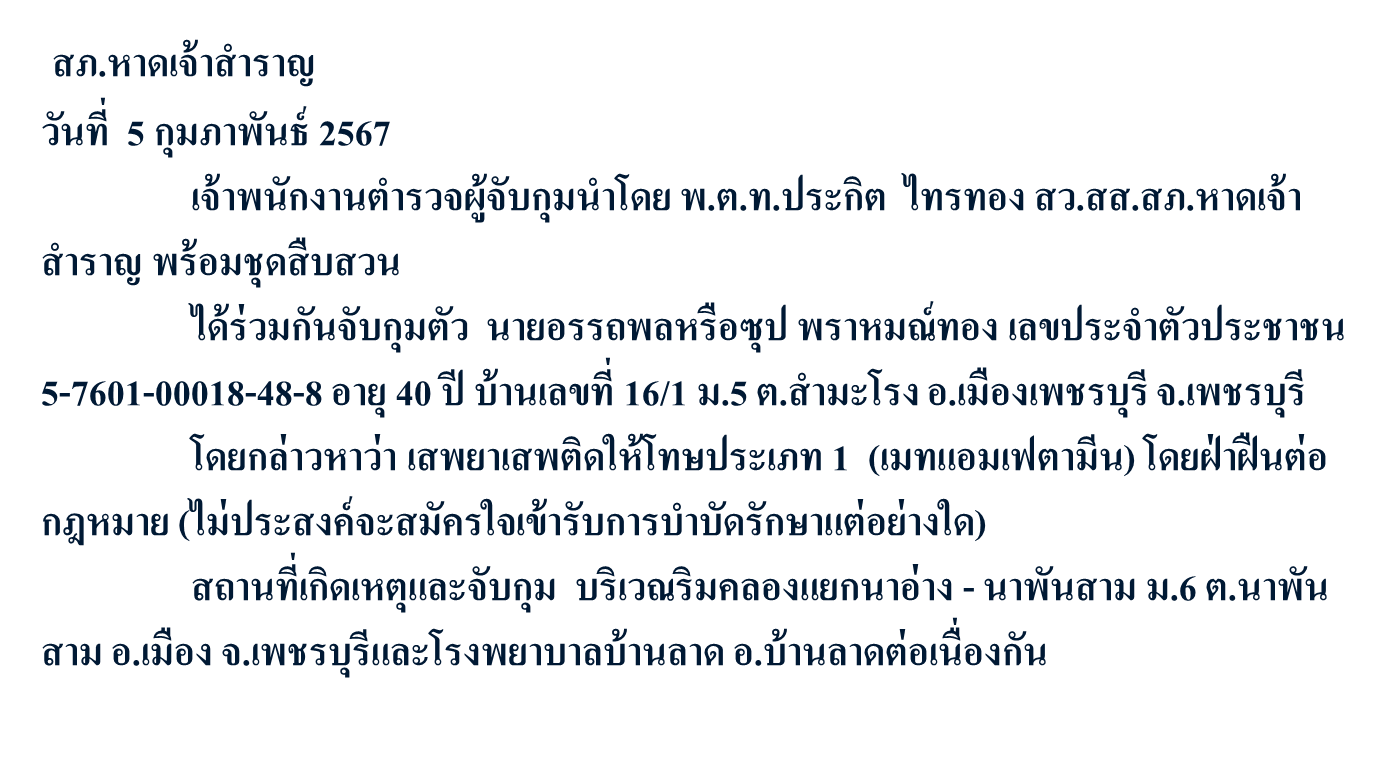 สภ.หาดเจ้าสำราญ
วันที่  5 กุมภาพันธ์ 2567
เจ้าพนักงานตำรวจผู้จับกุมนำโดย พ.ต.ท.ประกิต  ไทรทอง สว.สส.สภ.หาดเจ้า
สำราญ พร้อมชุดสืบสวน
ได้ร่วมกันจับกุมตัว  นายอรรถพลหรือซุป พราหมณ์ทอง เลขประจำตัวประชาชน
5-7601-00018-48-8 อายุ 40 ปี บ้านเลขที่ 16/1 ม.5 ต.สำมะโรง อ.เมืองเพชรบุรี จ.เพชรบุรี
โดยกล่าวหาว่า เสพยาเสพติดให้โทษประเภท 1  (เมทแอมเฟตามีน) โดยฝ่าฝืนต่อ
กฎหมาย (ไม่ประสงค์จะสมัครใจเข้ารับการบำบัดรักษาแต่อย่างใด)
สถานที่เกิดเหตุและจับกุม  บริเวณริมคลองแยกนาอ่าง - นาพันสาม ม.6 ต.นาพัน
สาม อ.เมือง จ.เพชรบุรีและโรงพยาบาลบ้านลาด อ.บ้านลาดต่อเนื่องกัน